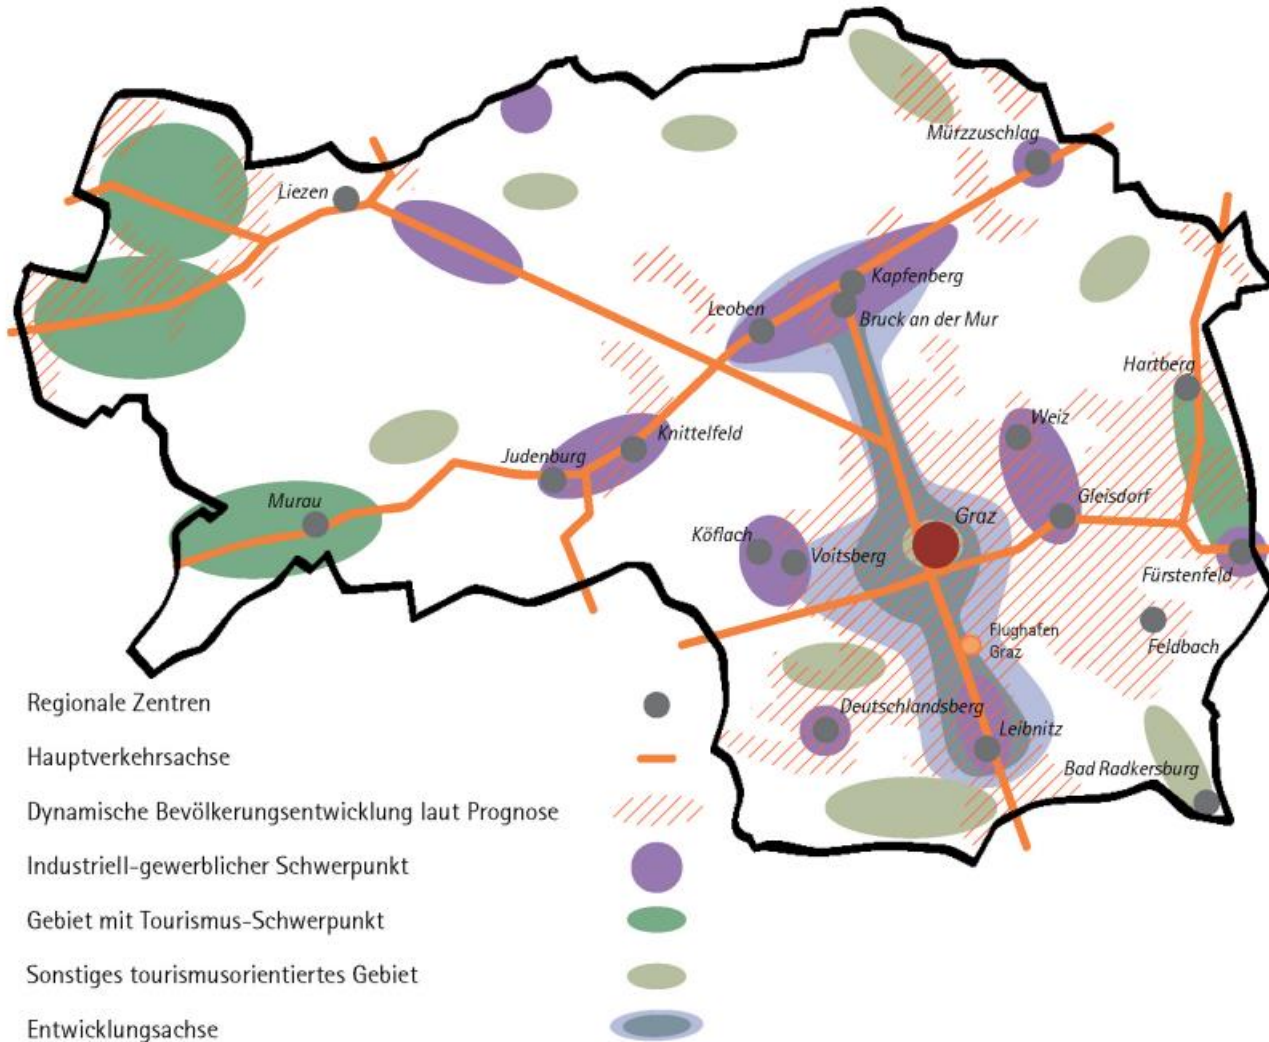 Mürzzuschlag
Liezen
Kapfenberg
Leoben
Bruck an der Mur
Hartberg
Weiz
Knittelfeld
Judenburg
Murau
Gleisdorf
Graz
Köflach
Voitsberg
Fürstenfeld
Flughafen
Graz
Feldbach
Deutschlandsberg
Leibnitz
Bad Radkersburg
Regionale Zentren
Hauptverkehrsachse
Dynamische Bevölkerungsentwicklung laut Prognose
Industriell-gewerblicher Schwerpunkt
Gebiet mit Tourismus-Schwerpunkt
Sonstiges tourismusorientiertes Gebiet
Entwicklungsachse